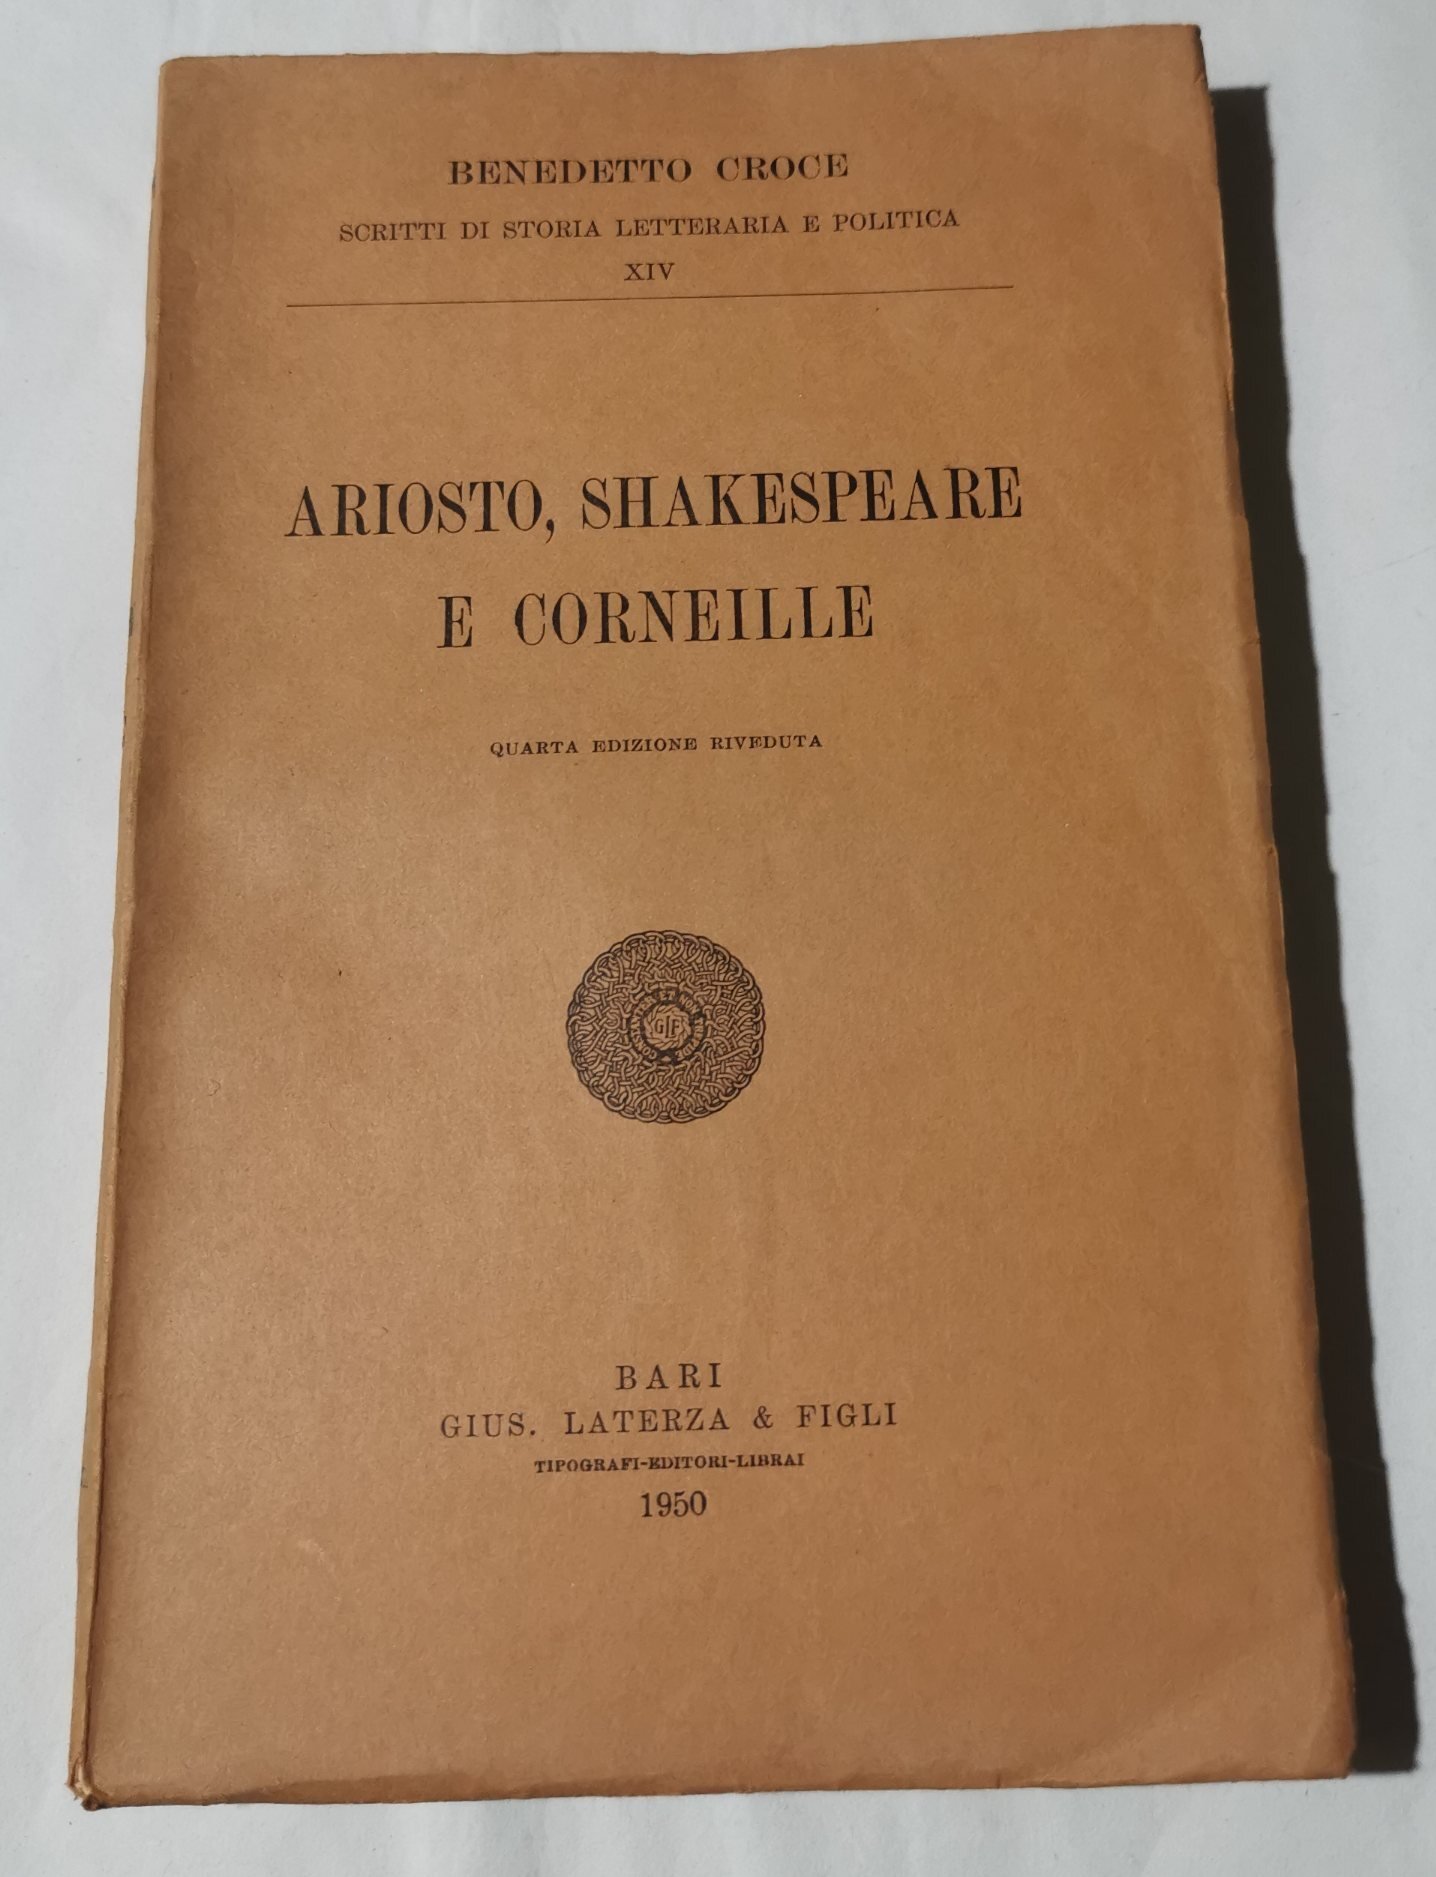 BENEDETTO CROCE
SCRITTI DI STORIA LETTERARIA E POLITICA
XIV
ARIOSTO, SHAKESPEARE
E CORNEILLE
QUARTA EDIZIONE RIVEDUTA
GLF
BARI
GIUS. LATERZA & FIGLI
TIPOGRAFI-EDITORI-LIBRAI
1950